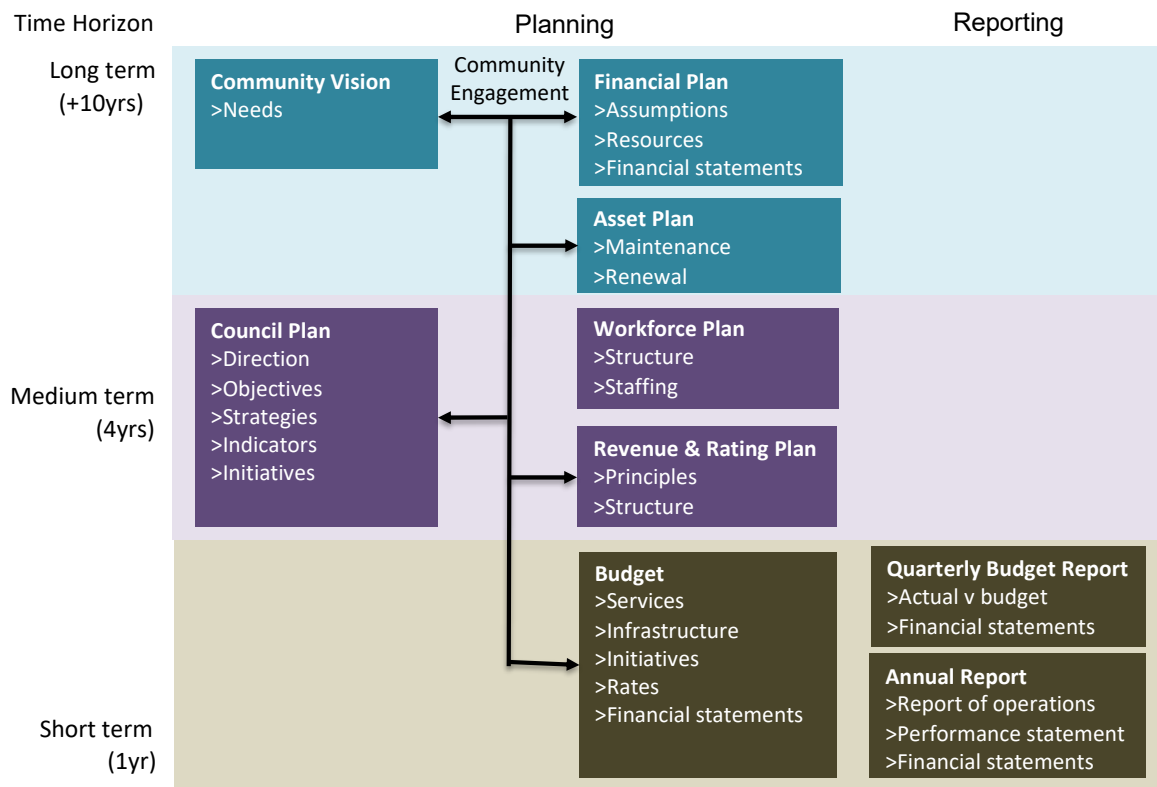 Time Horizon
Planning
Reporting
Long term
(+10yrs)
Community Vision
>Needs
Community
Engagement
Financial Plan
>Assumptions
>Resources
>Financial statements
Asset Plan
>Maintenance
>Renewal
Medium term
(4yrs)
Council Plan
>Direction
>Objectives
>Strategies
>Indicators
>Initiatives
Workforce Plan
>Structure
>Staffing
Revenue & Rating Plan
>Principles
>Structure
Short term
(1yr)
Budget
>Services
>Infrastructure
>Initiatives
>Rates
>Financial statements
Quarterly Budget Report
>Actual v budget
>Financial statements
Annual Report
>Report of operations
>Performance statement
>Financial statements